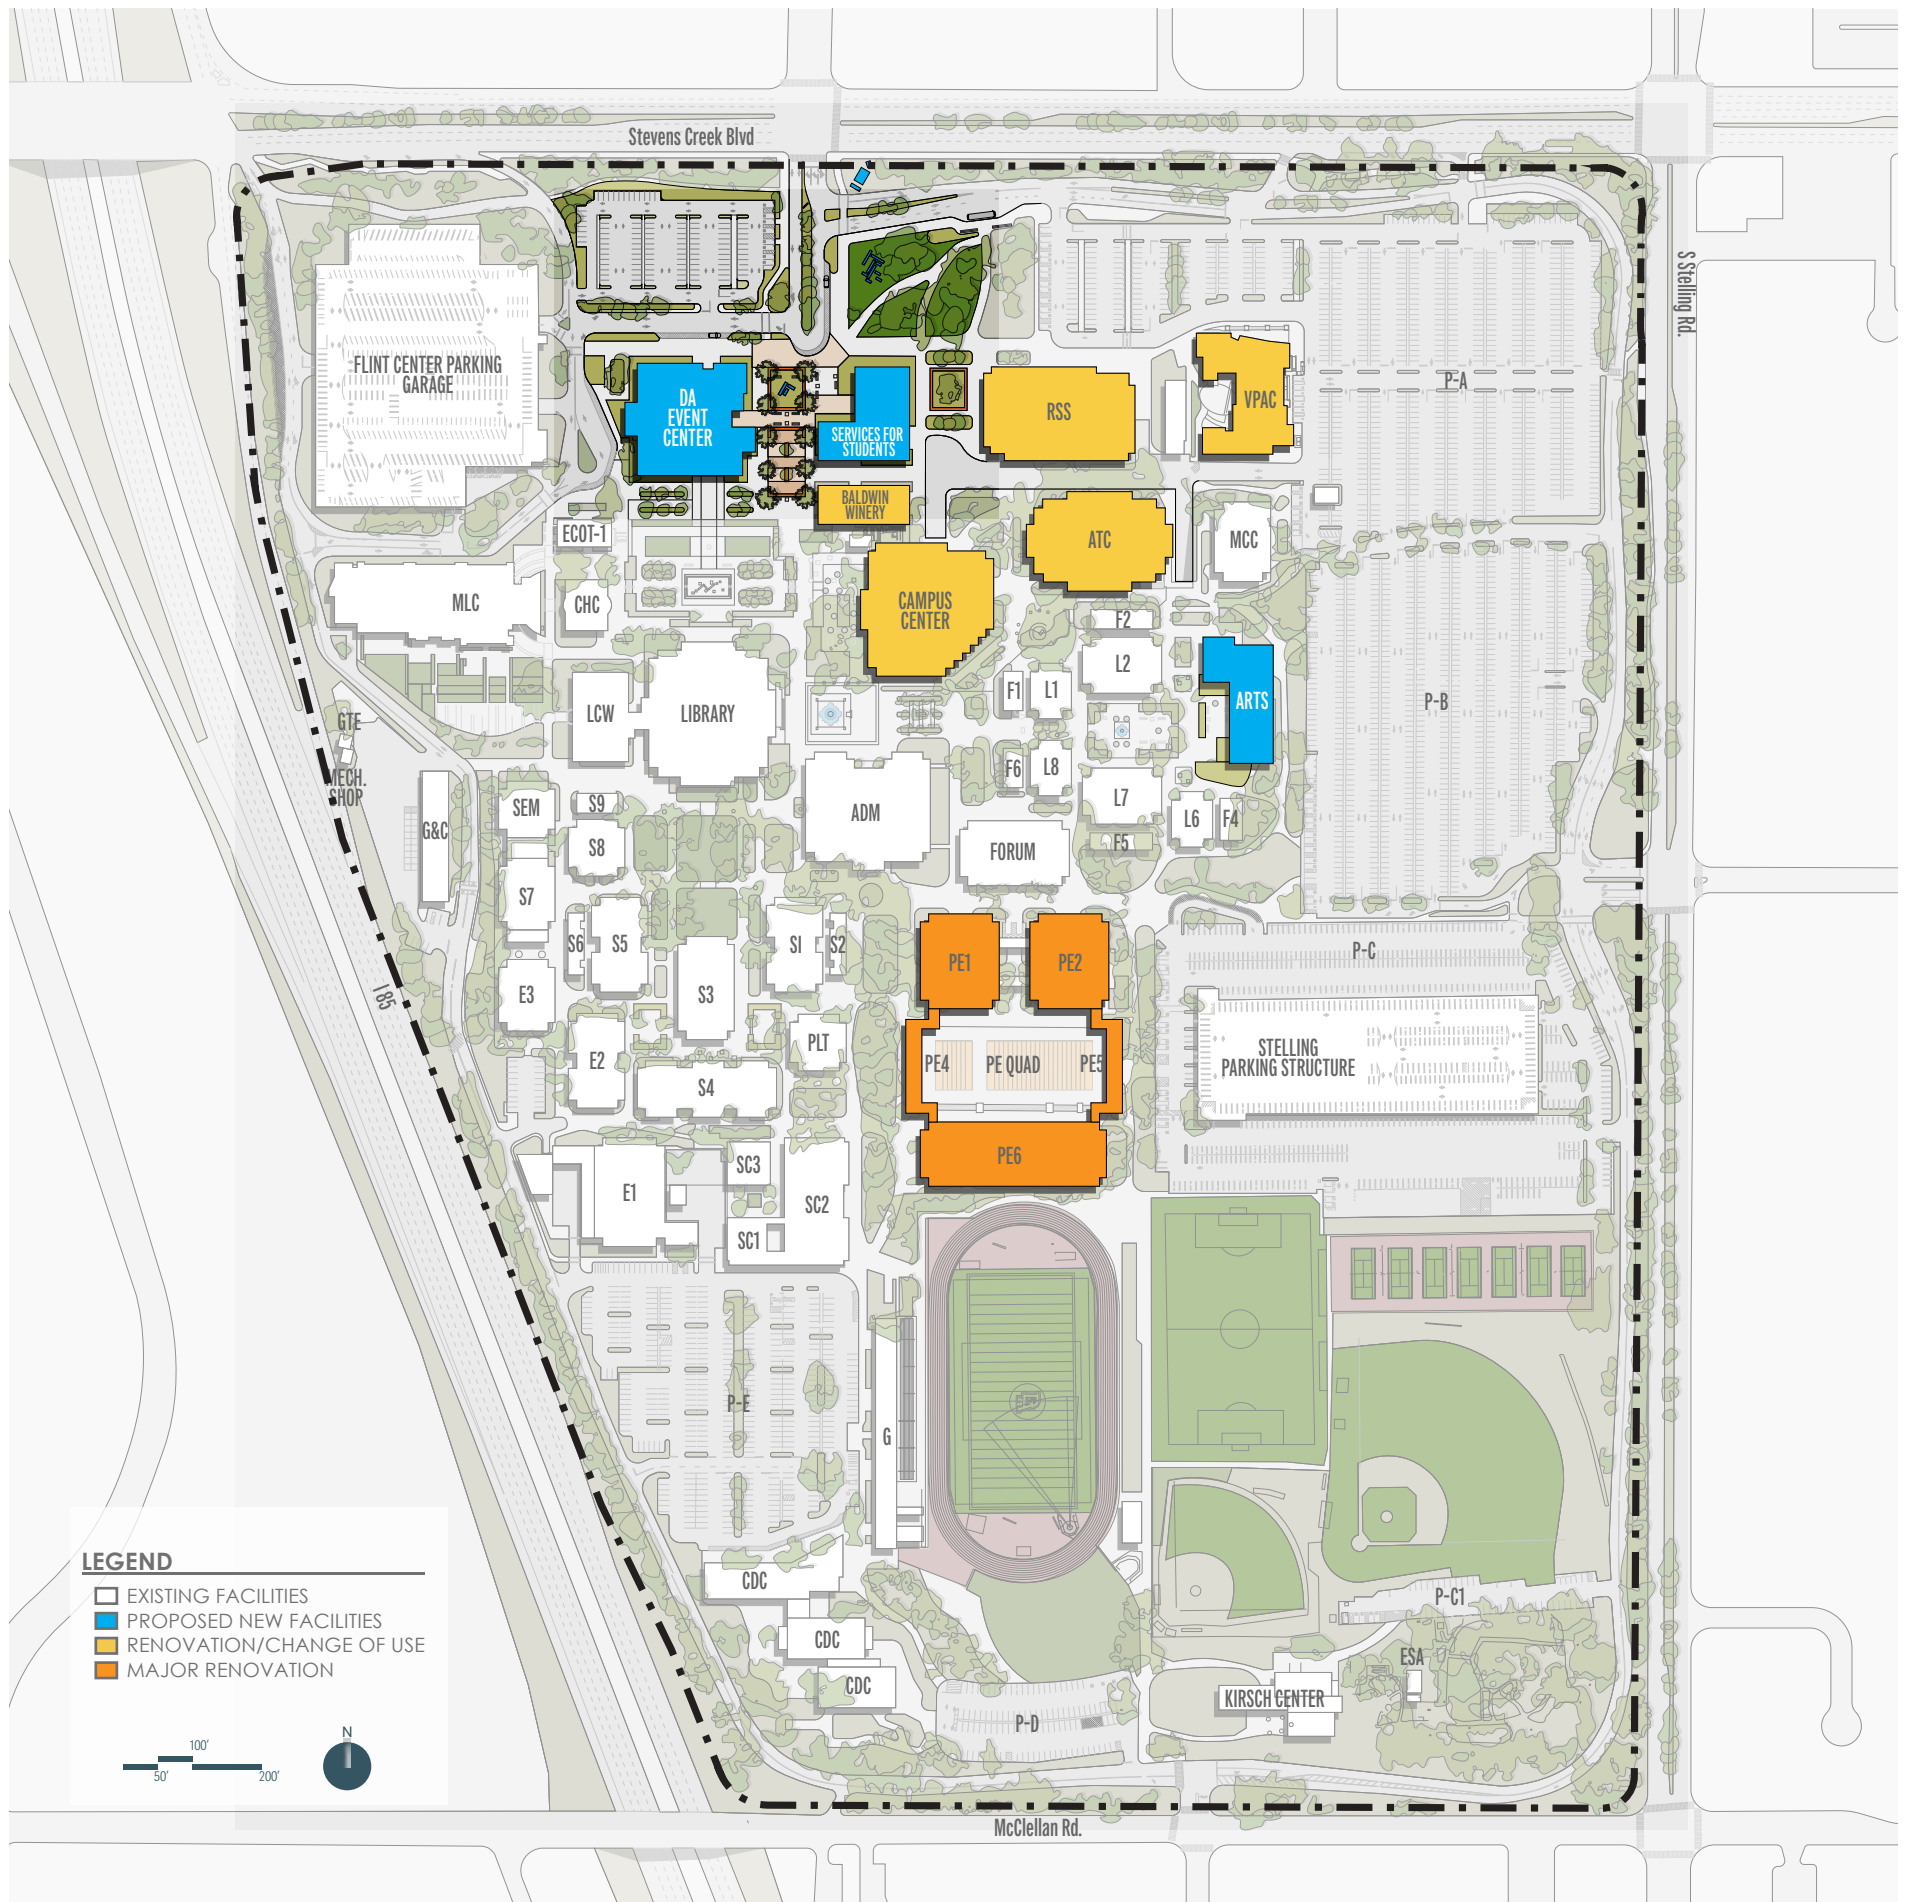 Stevens Creek Blvd
S Stelling Rd.
FLINT CENTER PARKING
GARAGE
DA
EVENT
CENTER
SERVICES FOR
STUDENTS
BALDWIN
WINERY
RSS
VPAC
P-A
ECOT-1
ATC
MCC
MLC
CHC
CAMPUS
CENTER
F2
L2
F1
L1
ARTS
P-B
LCW
LIBRARY
GTE
MECH.
SHOP
G&C
SEM
S9
S8
ADM
F6
L8
L7
L6
F4
F5
FORUM
S7
S6
S5
S1
S2
PE1
PE2
P-C
E3
S3
I 85
E2
PLT
S4
PE4
PE QUAD
PE5
STELLING
PARKING STRUCTURE
PE6
E1
SC3
SC2
SC1
P-E
G
CDC
CDC
CDC
P-C1
ESA
KIRSCH CENTER
P-D
McClellan Rd.
LEGEND
EXISTING FACILITIES
PROPOSED NEW FACILITIES
RENOVATION/CHANGE OF USE
MAJOR RENOVATION
100'
50'
200'
N